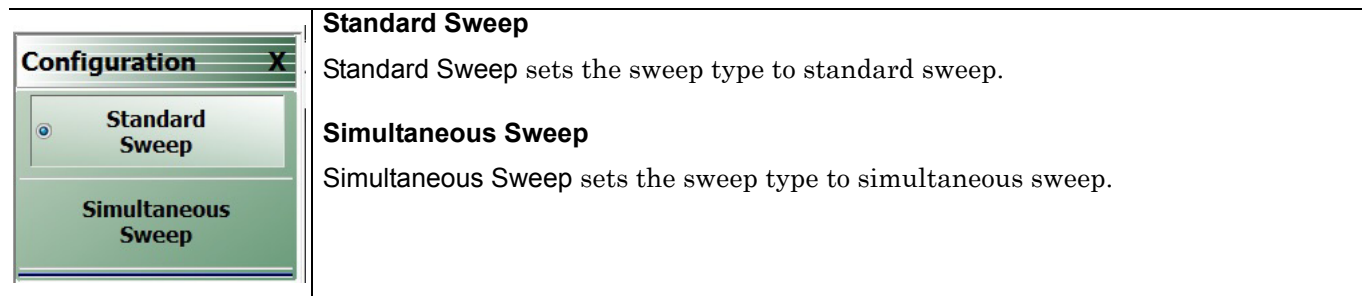 Configuration X
Standard
Sweep
Simultaneous
Sweep
Standard Sweep
Standard Sweep sets the sweep type to standard sweep.
Simultaneous Sweep
Simultaneous Sweep sets the sweep type to simultaneous sweep.